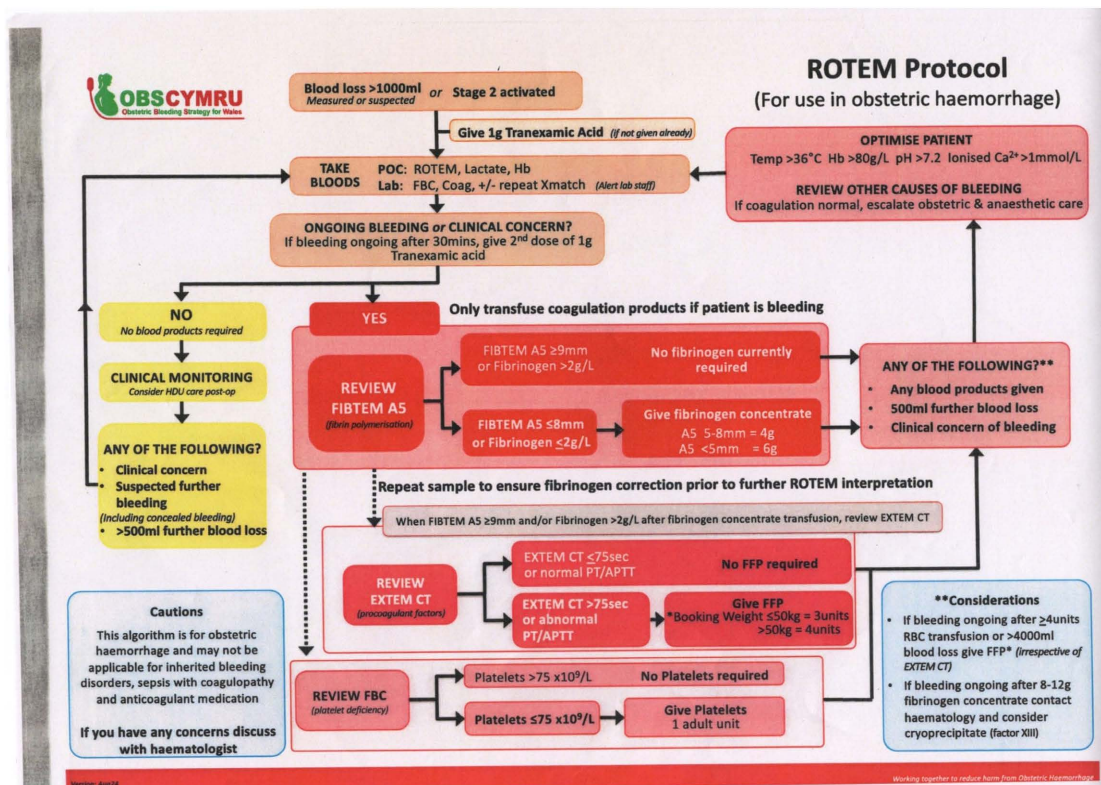 OBSCYMRU
Obstetric Bleeding Strategy for Wales
ROTEM Protocol
(For use in obstetric haemorrhage)
Blood loss >1000ml or Stage 2 activated
Measured or suspected
Give 1g Tranexamic Acid (if not given already)
TAKE BLOODS
POC: ROTEM, Lactate, Hb
Lab: FBC, Coag, +/- repeat Xmatch (Alert lab staff)
OPTIMISE PATIENT
Temp >36°C Hb >80g/L pH >7.2 Ionised Ca²⁺ >1mmol/L
REVIEW OTHER CAUSES OF BLEEDING
If coagulation normal, escalate obstetric & anaesthetic care
ONGOING BLEEDING or CLINICAL CONCERN?
If bleeding ongoing after 30mins, give 2nd dose of 1g
Tranexamic acid
NO
No blood products required
CLINICAL MONITORING
Consider HDU care post-op
ANY OF THE FOLLOWING?
• Clinical concern
• Suspected further
bleeding
(Including concealed bleeding)
• >500ml further blood loss
YES
Only transfuse coagulation products if patient is bleeding
REVIEW
FIBTEM A5
(fibrin polymerisation)
FIBTEM A5 ≥9mm
or Fibrinogen >2g/L
No fibrinogen currently
required
FIBTEM A5 ≤8mm
or Fibrinogen ≤2g/L
Give fibrinogen concentrate
A5 5-8mm = 4g
A5 <5mm = 6g
ANY OF THE FOLLOWING?**
• Any blood products given
• 500ml further blood loss
• Clinical concern of bleeding
Repeat sample to ensure fibrinogen correction prior to further ROTEM interpretation
When FIBTEM A5 ≥9mm and/or Fibrinogen >2g/L after fibrinogen concentrate transfusion, review EXTEM CT
REVIEW
EXTEM CT
(procoagulant factors)
EXTEM CT ≤75sec
or normal PT/APTT
No FFP required
EXTEM CT >75sec
or abnormal
PT/APTT
Give FFP
*Booking Weight ≤50kg = 3units
>50kg = 4units
REVIEW FBC
(platelet deficiency)
Platelets >75 x10⁹/L
No Platelets required
Platelets ≤75 x10⁹/L
Give Platelets
1 adult unit
Cautions
This algorithm is for obstetric
haemorrhage and may not be
applicable for inherited bleeding
disorders, sepsis with coagulopathy
and anticoagulant medication
If you have any concerns discuss
with haematologist
**Considerations
• If bleeding ongoing after ≥4units
RBC transfusion or >4000ml
blood loss give FFP* (irrespective of
EXTEM CT)
• If bleeding ongoing after 8-12g
fibrinogen concentrate contact
haematology and consider
cryoprecipitate (factor XIII)
Working together to reduce harm from Obstetric Haemorrhage